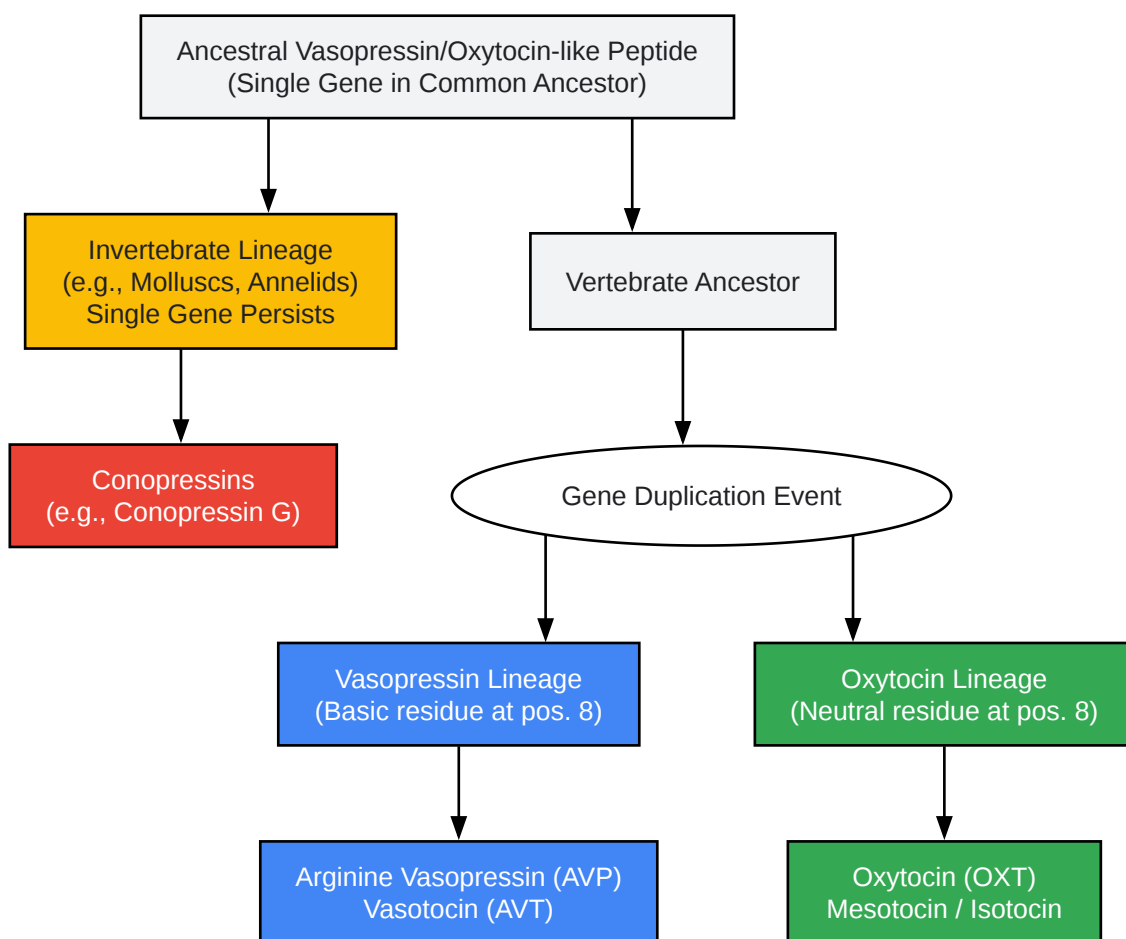 Ancestral Vasopressin/Oxytocin-like Peptide
(Single Gene in Common Ancestor)
Invertebrate Lineage
(e.g., Molluscs, Annelids)
Single Gene Persists
Vertebrate Ancestor
Conopressins
(e.g., Conopressin G)
Gene Duplication Event
Vasopressin Lineage
(Basic residue at pos. 8)
Oxytocin Lineage
(Neutral residue at pos. 8)
Arginine Vasopressin (AVP)
Vasotocin (AVT)
Oxytocin (OXT)
Mesotocin / Isotocin